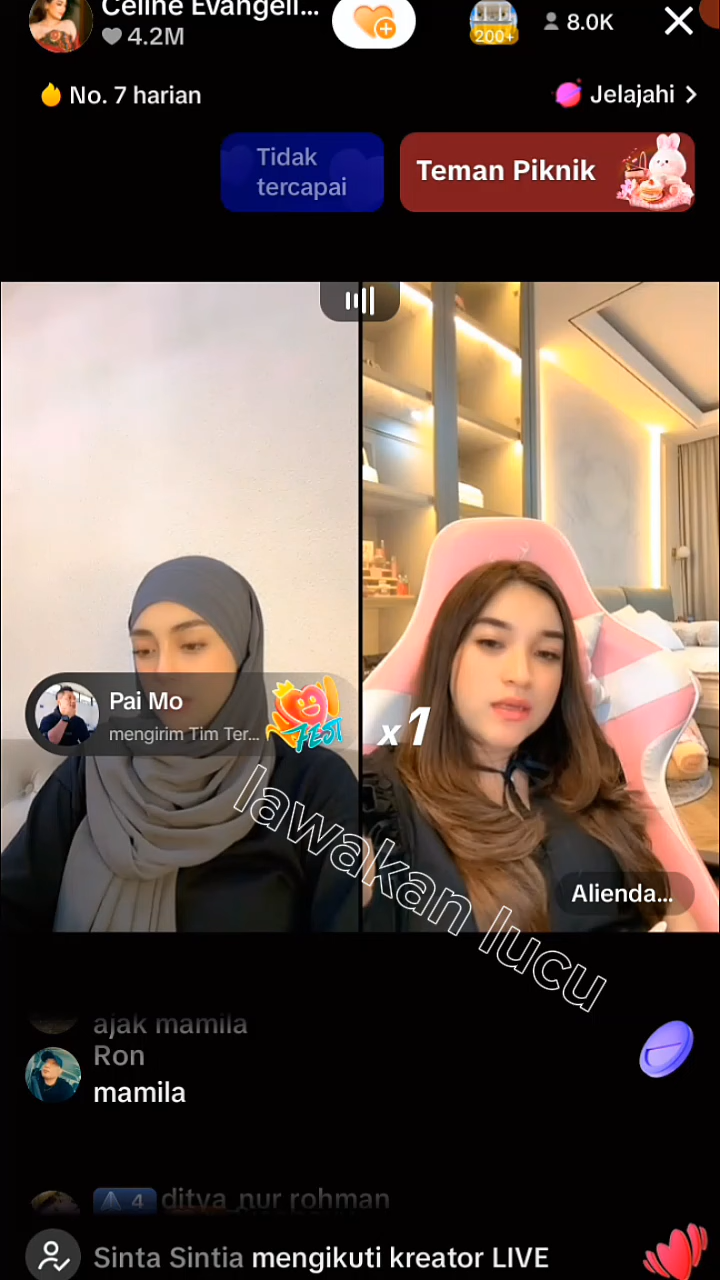 Celine Evangeli...
4.2M
200+
8.0K
No. 7 harian
Jelajahi
Tidak
tercapai
Teman Piknik
Pai Mo
mengirim Tim Ter...
x1
lawakan lucu
Alienda...
ajak mamila
Ron
mamila
4
ditya_nur rohman
Sinta Sintia mengikuti kreator LIVE